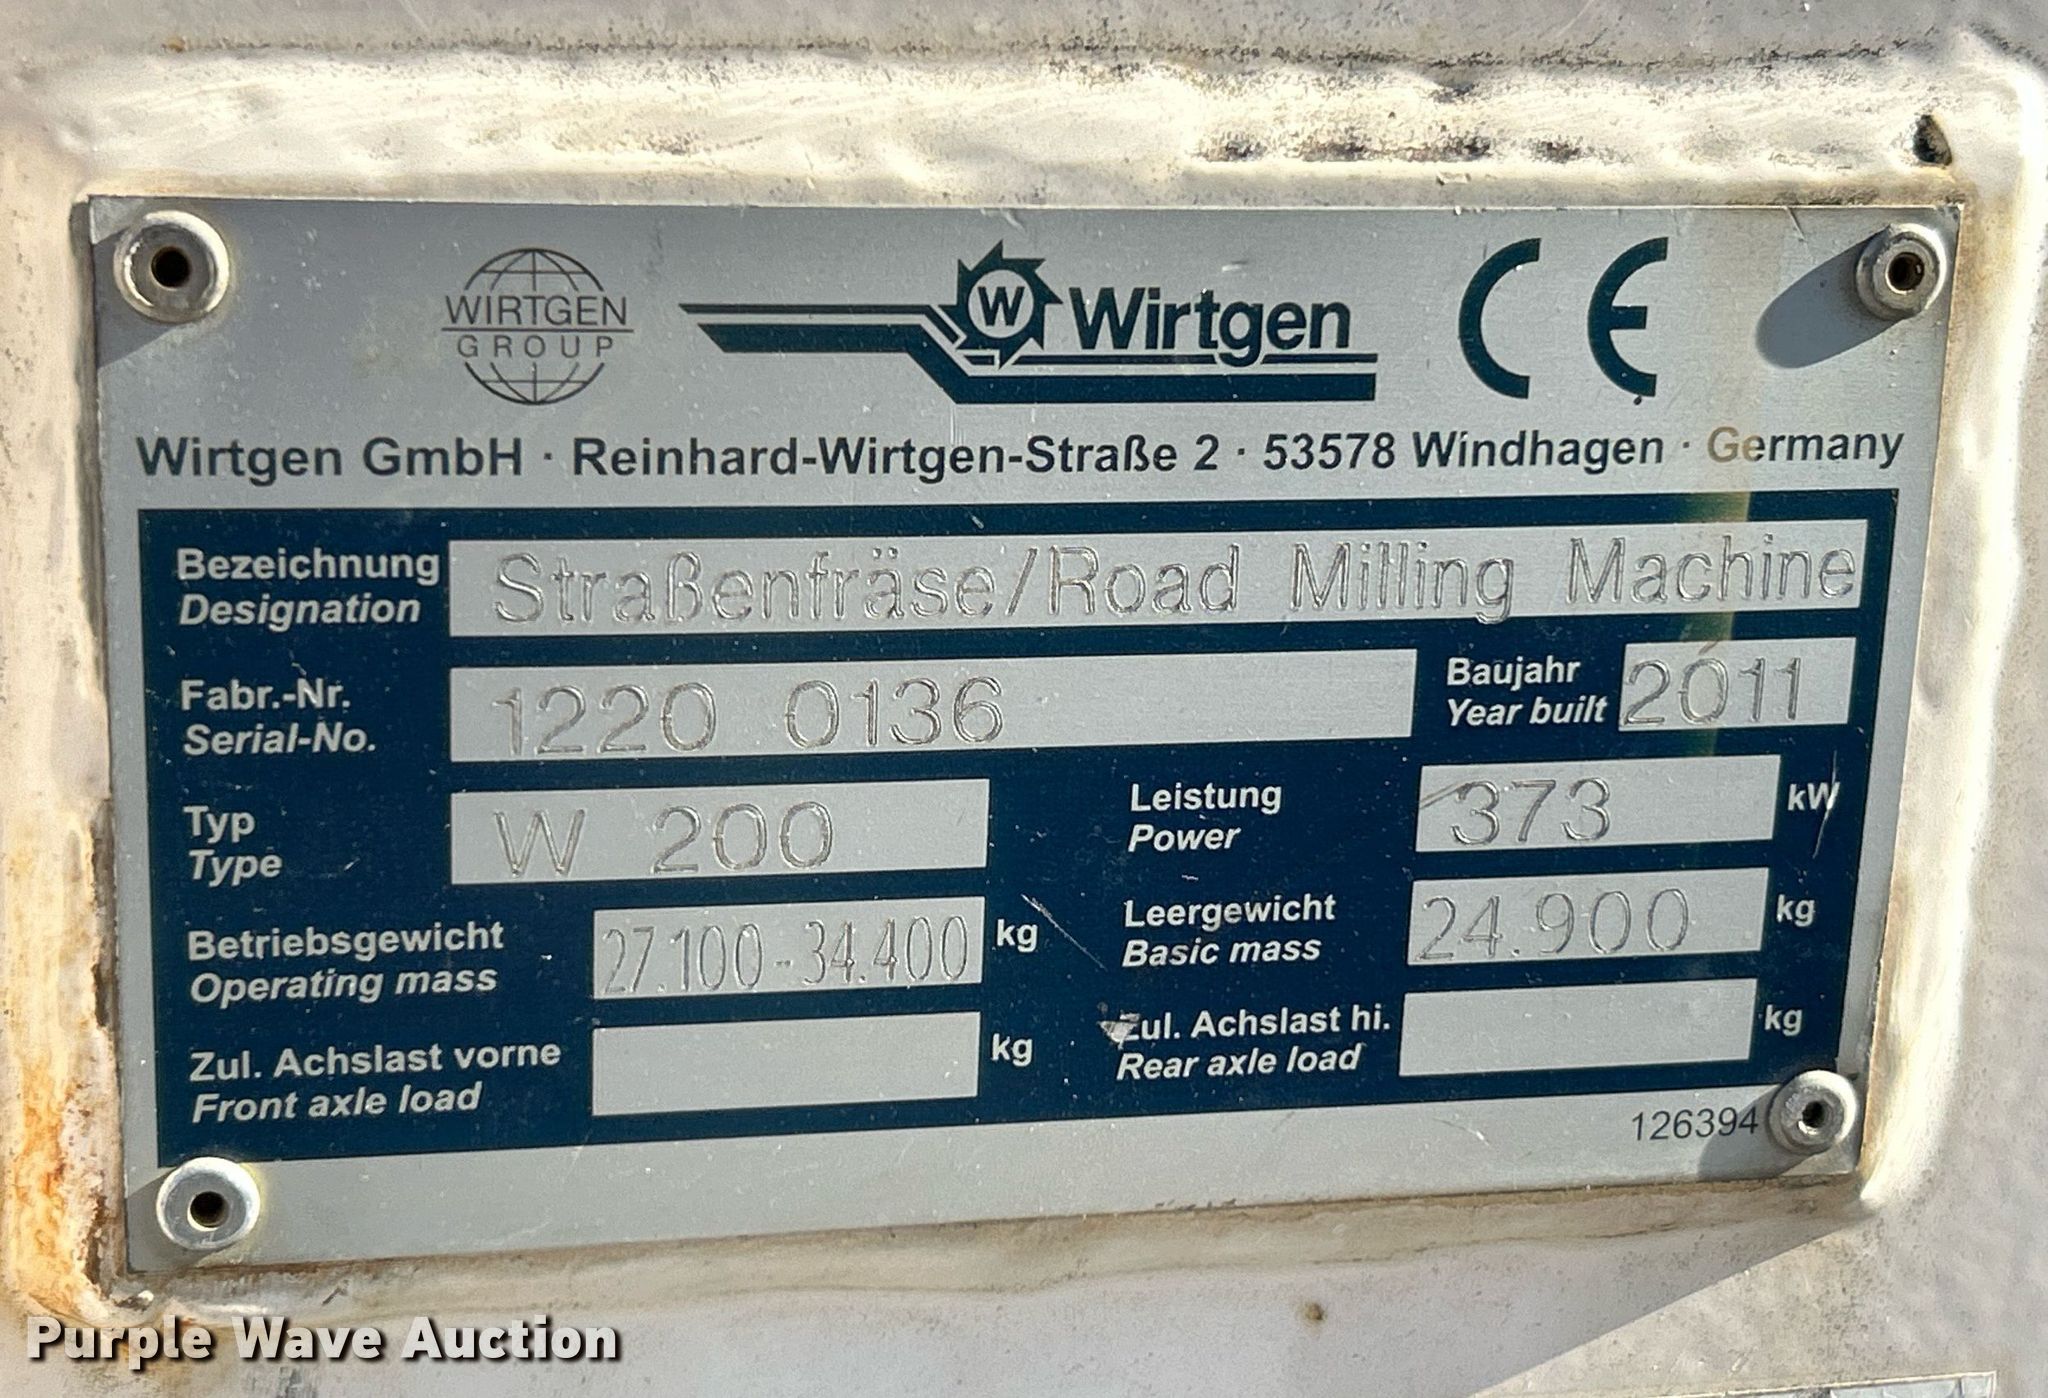 WIRTGEN
GROUP
W Wirtgen
CE
Wirtgen GmbH · Reinhard-Wirtgen-Straße 2 · 53578 Windhagen · Germany
Bezeichnung
Designation
Straßenfräse/Road Milling Machine
Fabr.-Nr.
Serial-No.
1220 0136
Baujahr
Year built
2011
Typ
Type
W 200
Leistung
Power
373 kW
Betriebsgewicht
Operating mass
27.100-34.400 kg
Leergewicht
Basic mass
24.900 kg
Zul. Achslast vorne
Front axle load
kg
Zul. Achslast hi.
Rear axle load
kg
126394
Purple Wave Auction